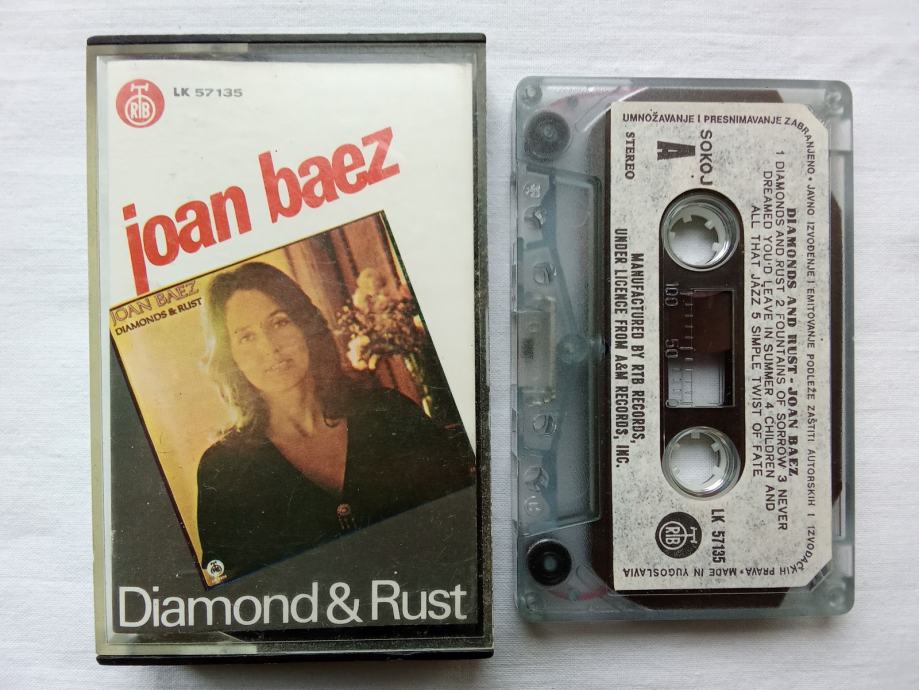 RTB
LK 57135
joan baez
JOAN BAEZ
DIAMONDS & RUST
Diamond & Rust
UMNOŽAVANJE I PRESNIMAVANJE ZABRANJENO • JAVNO IZVOĐENJE I EMITOVANJE PODLEŽE ZAŠTITI AUTORSKIH I IZVOĐAČKIH PRAVA • MADE IN YUGOSLAVIA
DIAMONDS AND RUST - JOAN BAEZ
1 DIAMONDS AND RUST 2 FOUNTAINS OF SORROW 3 NEVER
DREAMED YOU'D LEAVE IN SUMMER 4 CHILDREN AND
ALL THAT JAZZ 5 SIMPLE TWIST OF FATE
SOKOJ
A
STEREO
100 50 0
MANUFACTURED BY RTB RECORDS,
UNDER LICENCE FROM A&M RECORDS, INC.
LK 57135
RTB